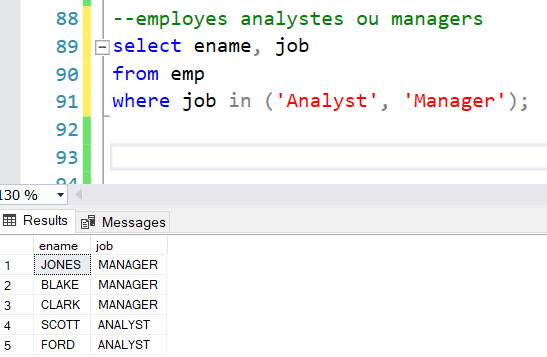 88 --employes analystes ou managers
89 select ename, job
90 from emp
91 where job in ('Analyst', 'Manager');
92
93
94
130 %
Results Messages
ename job
1 JONES MANAGER
2 BLAKE MANAGER
3 CLARK MANAGER
4 SCOTT ANALYST
5 FORD ANALYST